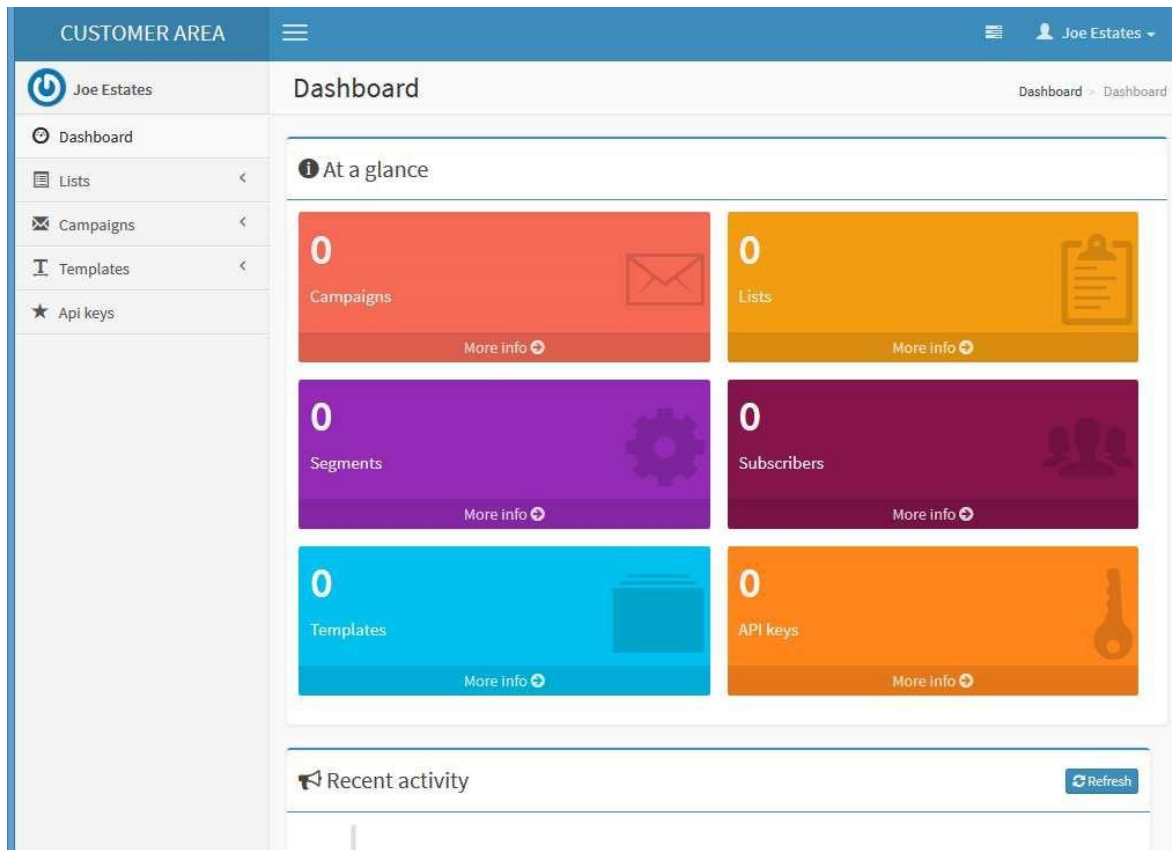 CUSTOMER AREA
Joe Estates
Joe Estates
Dashboard
Lists
Campaigns
Templates
Api keys
Dashboard
Dashboard > Dashboard
At a glance
0
Campaigns
More info
0
Lists
More info
0
Segments
More info
0
Subscribers
More info
0
Templates
More info
0
API keys
More info
Recent activity
Refresh